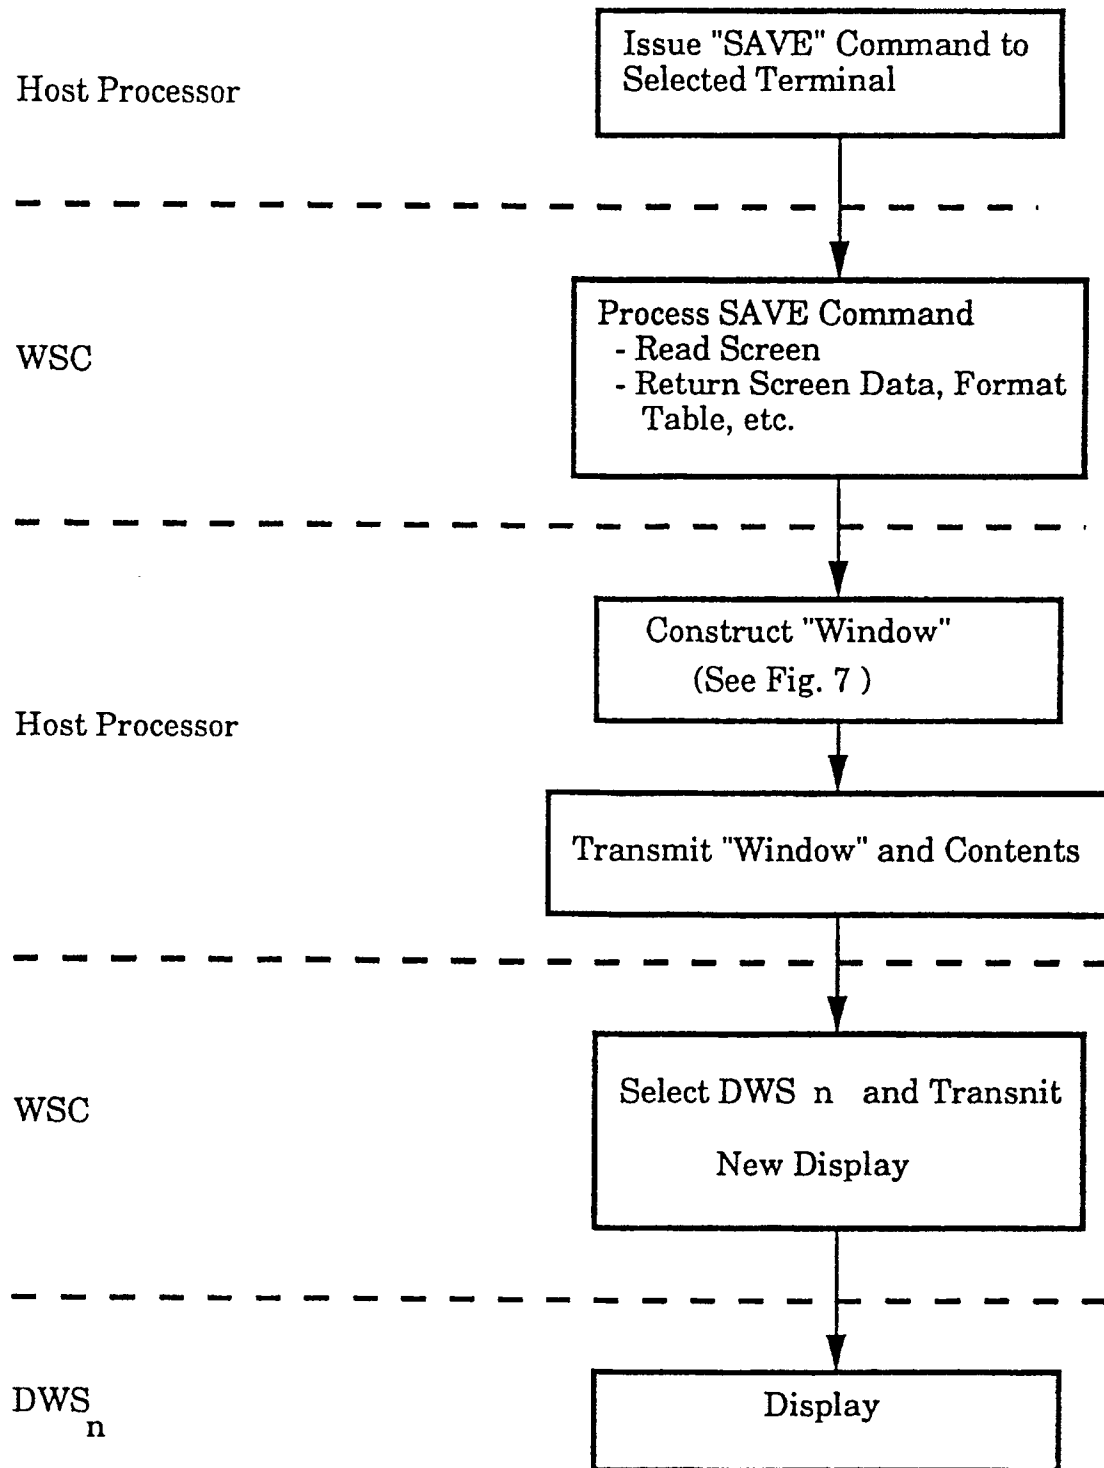 Issue "SAVE" Command to
Selected Terminal
Host Processor
Process SAVE Command
- Read Screen
- Return Screen Data, Format
Table, etc.
WSC
Construct "Window"
(See Fig. 7 )
Host Processor
Transmit "Window" and Contents
Select DWS n and Transnit
New Display
WSC
Display
DWS n